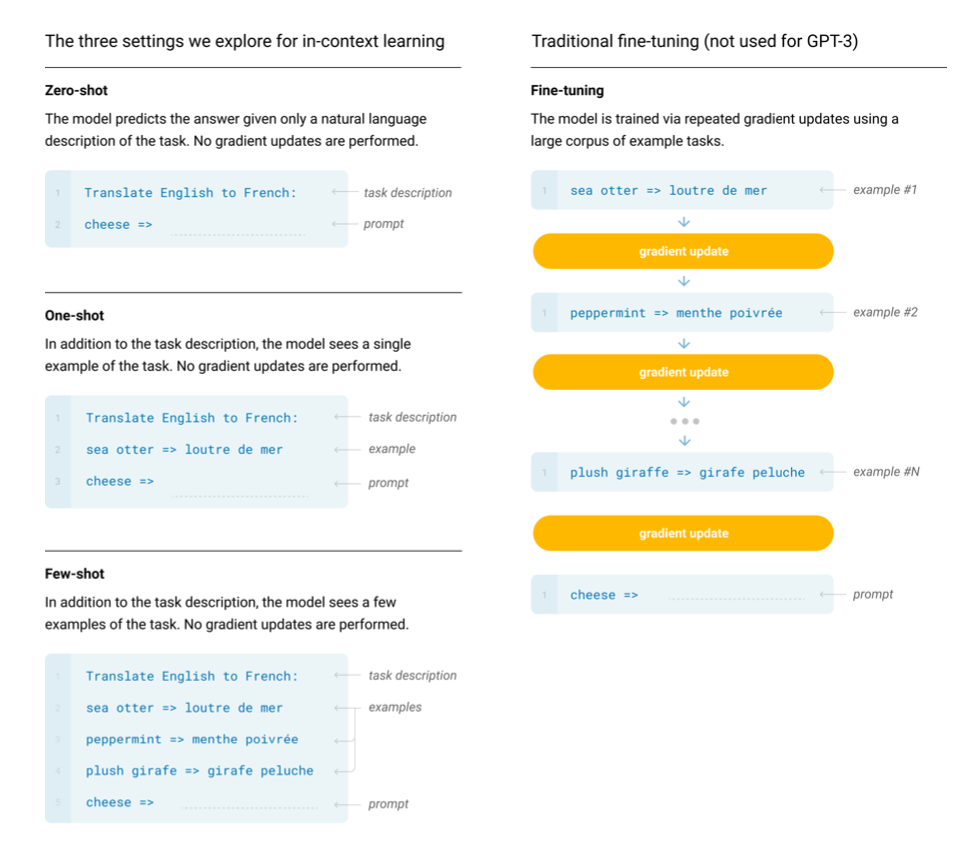 The three settings we explore for in-context learning
Zero-shot
The model predicts the answer given only a natural language
description of the task. No gradient updates are performed.
1 Translate English to French: task description
2 cheese => prompt
One-shot
In addition to the task description, the model sees a single
example of the task. No gradient updates are performed.
1 Translate English to French: task description
2 sea otter => loutre de mer example
3 cheese => prompt
Few-shot
In addition to the task description, the model sees a few
examples of the task. No gradient updates are performed.
1 Translate English to French: task description
2 sea otter => loutre de mer examples
3 peppermint => menthe poivrée
4 plush girafe => girafe peluche
5 cheese => prompt
Traditional fine-tuning (not used for GPT-3)
Fine-tuning
The model is trained via repeated gradient updates using a
large corpus of example tasks.
1 sea otter => loutre de mer example #1
gradient update
1 peppermint => menthe poivrée example #2
gradient update
1 plush giraffe => girafe peluche example #N
gradient update
1 cheese => prompt